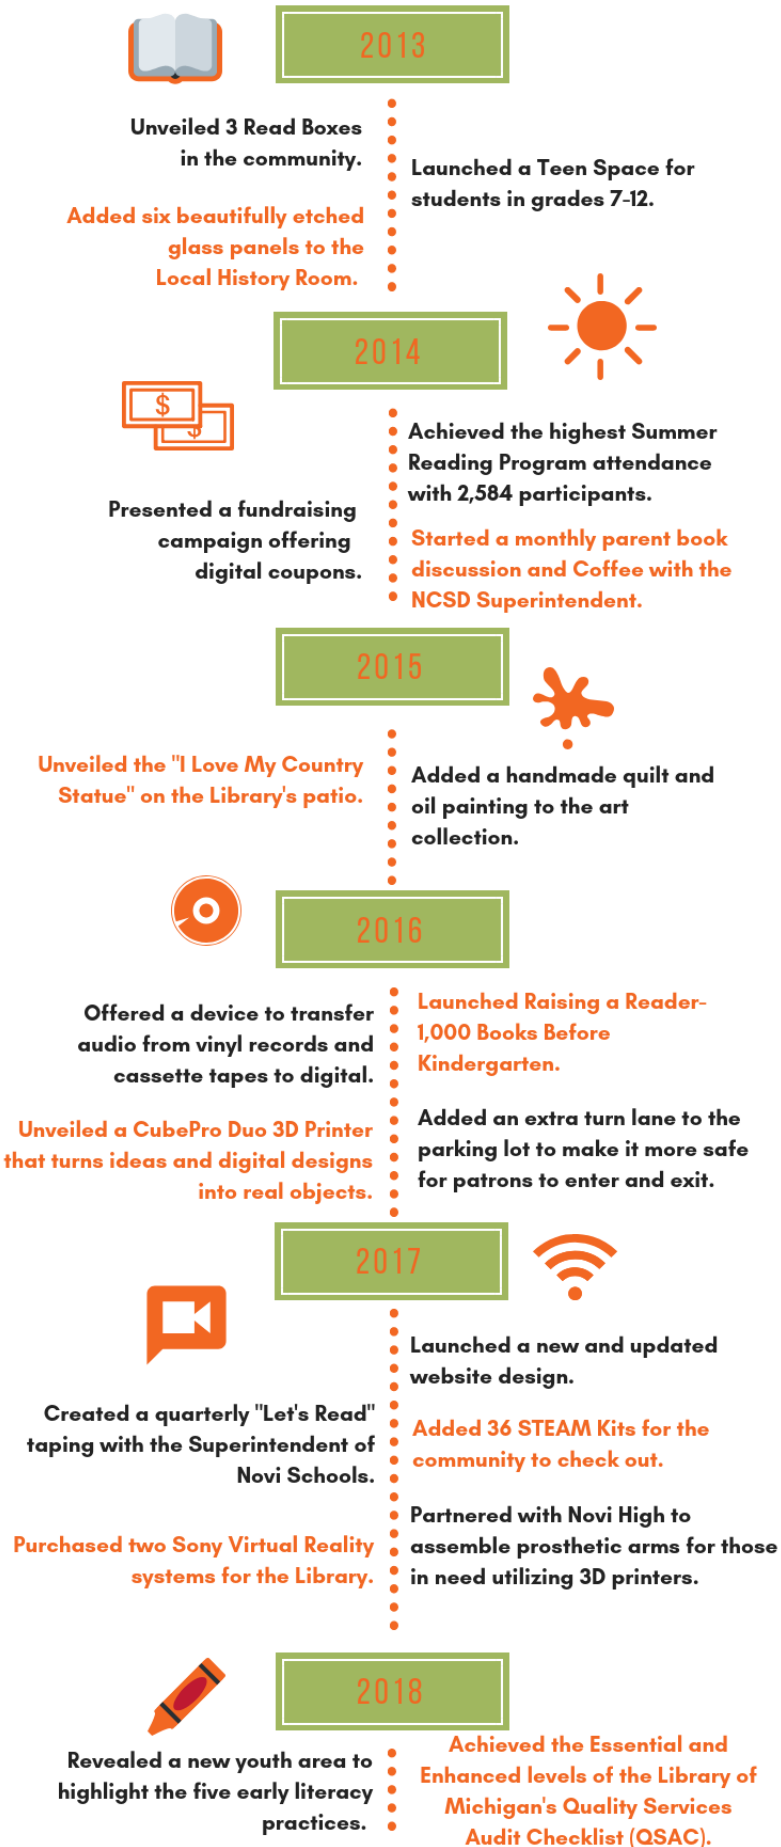 2013
Unveiled 3 Read Boxes
in the community.
Launched a Teen Space for
students in grades 7-12.
Added six beautifully etched
glass panels to the
Local History Room.
2014
$
$
Achieved the highest Summer
Reading Program attendance
with 2,584 participants.
Presented a fundraising
campaign offering
digital coupons.
Started a monthly parent book
discussion and Coffee with the
NCSD Superintendent.
2015
Unveiled the "I Love My Country
Statue" on the Library's patio.
Added a handmade quilt and
oil painting to the art
collection.
2016
Offered a device to transfer
audio from vinyl records and
cassette tapes to digital.
Launched Raising a Reader-
1,000 Books Before
Kindergarten.
Unveiled a CubePro Duo 3D Printer
that turns ideas and digital designs
into real objects.
Added an extra turn lane to the
parking lot to make it more safe
for patrons to enter and exit.
2017
Launched a new and updated
website design.
Created a quarterly "Let's Read"
taping with the Superintendent of
Novi Schools.
Added 36 STEAM Kits for the
community to check out.
Purchased two Sony Virtual Reality
systems for the Library.
Partnered with Novi High to
assemble prosthetic arms for those
in need utilizing 3D printers.
2018
Revealed a new youth area to
highlight the five early literacy
practices.
Achieved the Essential and
Enhanced levels of the Library of
Michigan's Quality Services
Audit Checklist (QSAC).